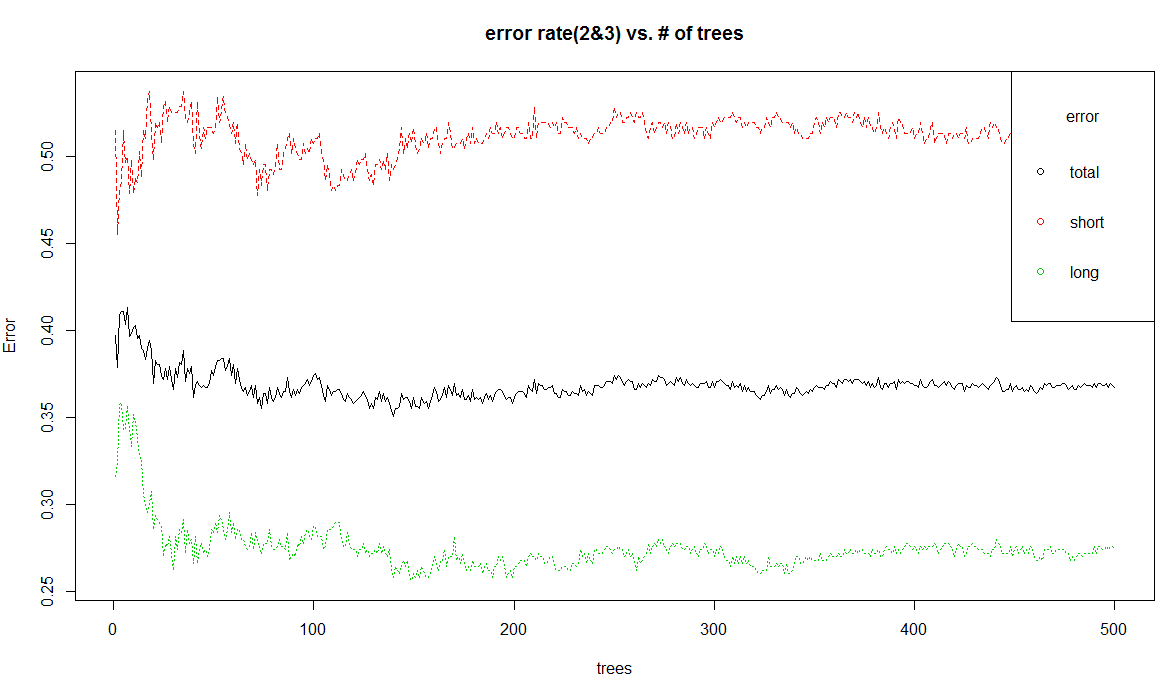 error rate(2&3) vs. # of trees
error
total
short
long
Error
0.50
0.45
0.40
0.35
0.30
0.25
0
100
200
300
400
500
trees